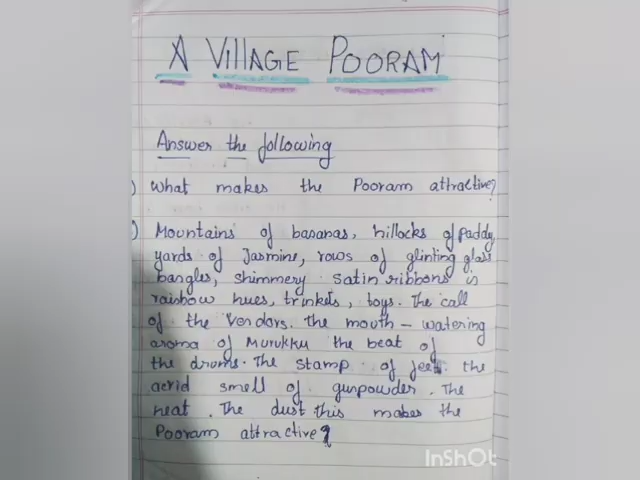 A VILLAGE POORAM
Answer the following
) What makes the Pooram attractive?
) Mountains of bananas, hillocks of paddy,
yards of Jasmine, rows of glinting glass
bangles, shimmery satin ribbons in
rainbow hues, trinkets, toys. The call
of the Vendors. The mouth - watering
aroma of Murukku the beat of
the drums. The stamp of feet. the
acrid smell of gunpowder. The
heat. The dust this makes the
Pooram attractive?
InShOt